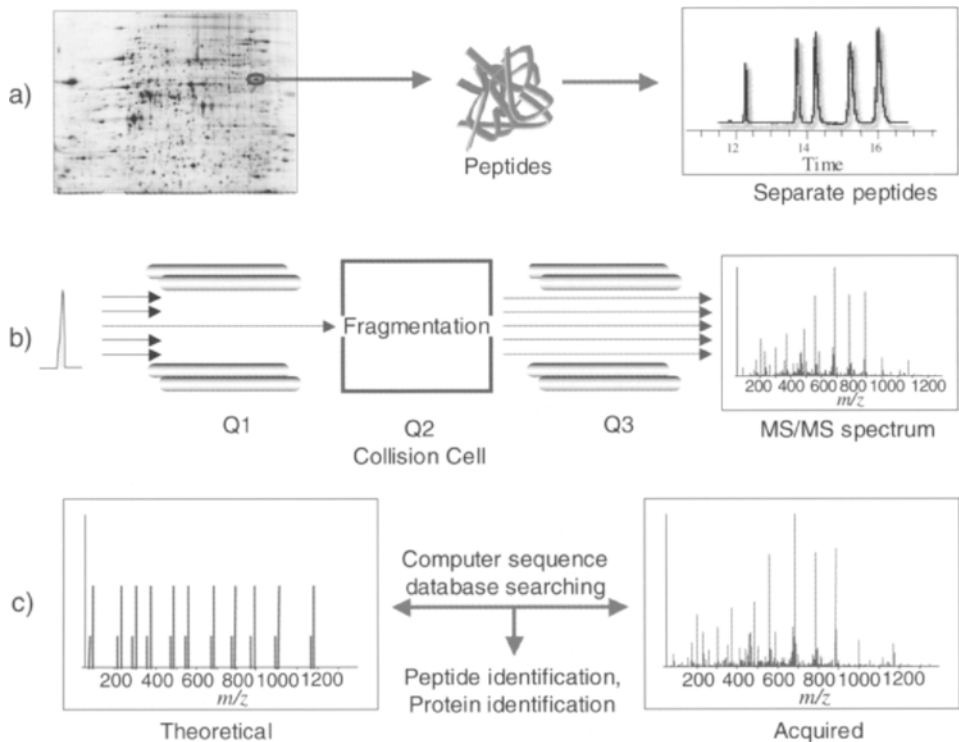 a)
Peptides
12 14 16
Time
Separate peptides
b)
Fragmentation
Q1
Q2
Collision Cell
Q3
200 400 600 800 1000 1200
m/z
MS/MS spectrum
c)
200 400 600 800 1000 1200
m/z
Theoretical
Computer sequence
database searching
Peptide identification,
Protein identification
200 400 600 800 1000 1200
m/z
Acquired